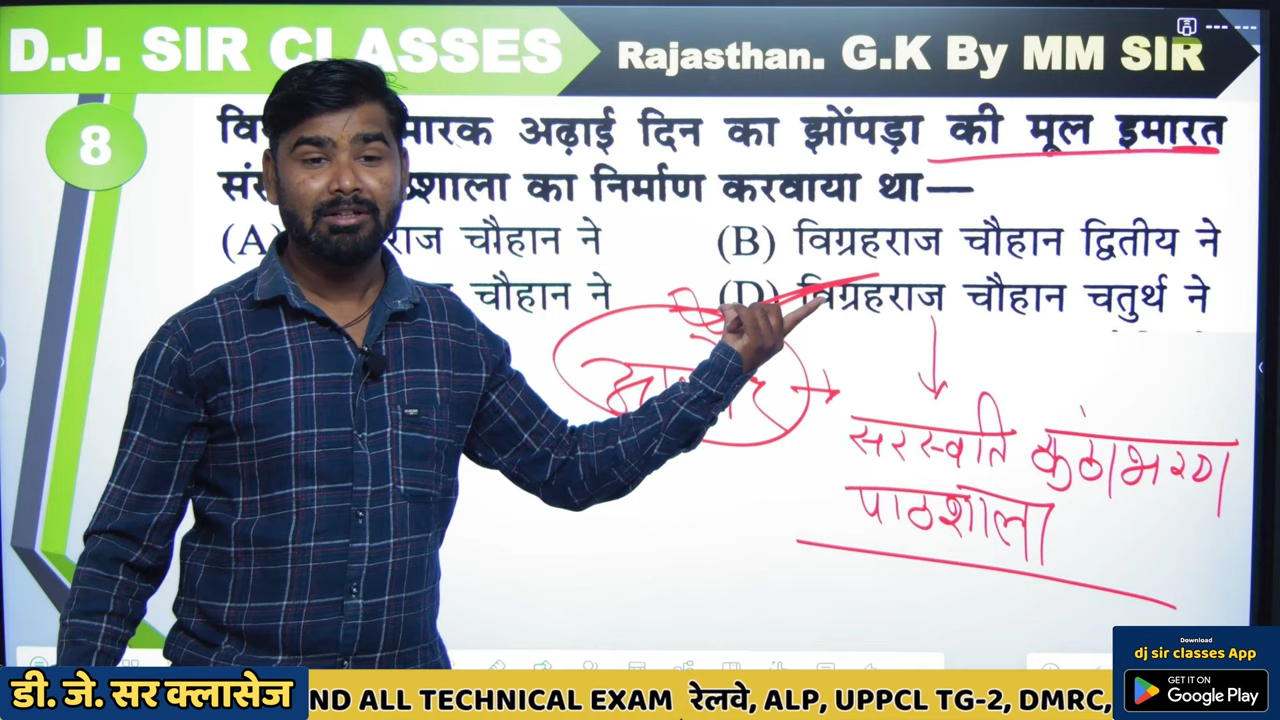 D.J. SIR CLASSES
Rajasthan. G.K By MM SIR
8
वि मारक अढ़ाई दिन का झोंपड़ा की मूल इमारत
सं ठशाला का निर्माण करवाया था—
(A) राज चौहान ने (B) विग्रहराज चौहान द्वितीय ने
चौहान ने (D) विग्रहराज चौहान चतुर्थ ने
सरस्वति कंठाभरण
पाठशाला
डी. जे. सर क्लासेज
ND ALL TECHNICAL EXAM रेलवे, ALP, UPPCL TG-2, DMRC,
Download
dj sir classes App
GET IT ON
Google Play